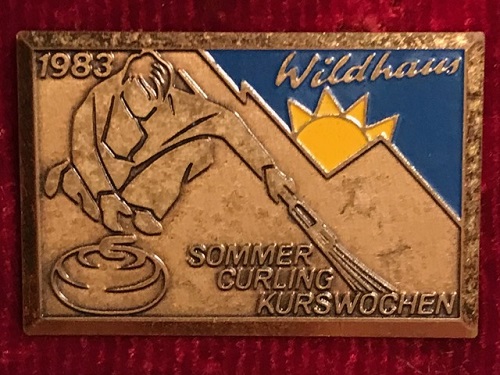 1983
Wildhaus
SOMMER
CURLING
KURSWOCHEN